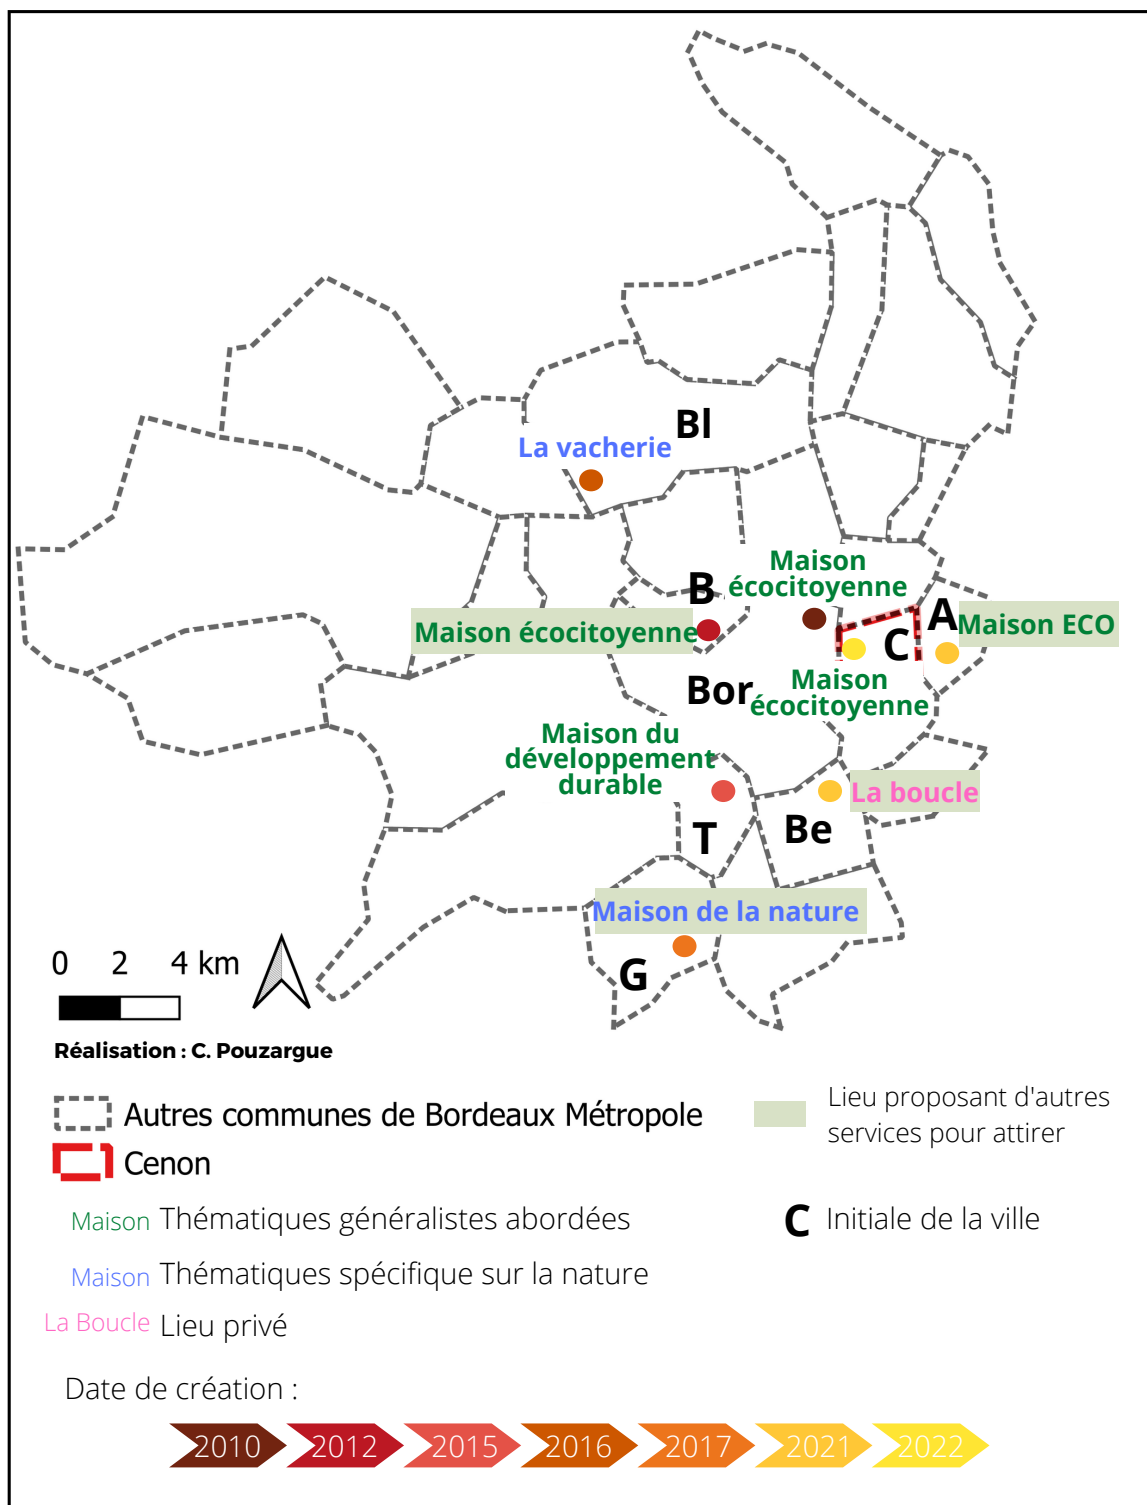 Bl
La vacherie
Maison
écocitoyenne
B
A
Maison écocitoyenne
Maison ECO
C
Bor
Maison
écocitoyenne
Maison du
développement
durable
La boucle
T
Be
Maison de la nature
G
0 2 4 km
Réalisation : C. Pouzargue
Autres communes de Bordeaux Métropole
Cenon
Lieu proposant d'autres
services pour attirer
Maison Thématiques généralistes abordées
C Initiale de la ville
Maison Thématiques spécifique sur la nature
La Boucle Lieu privé
Date de création :
2010 2012 2015 2016 2017 2021 2022